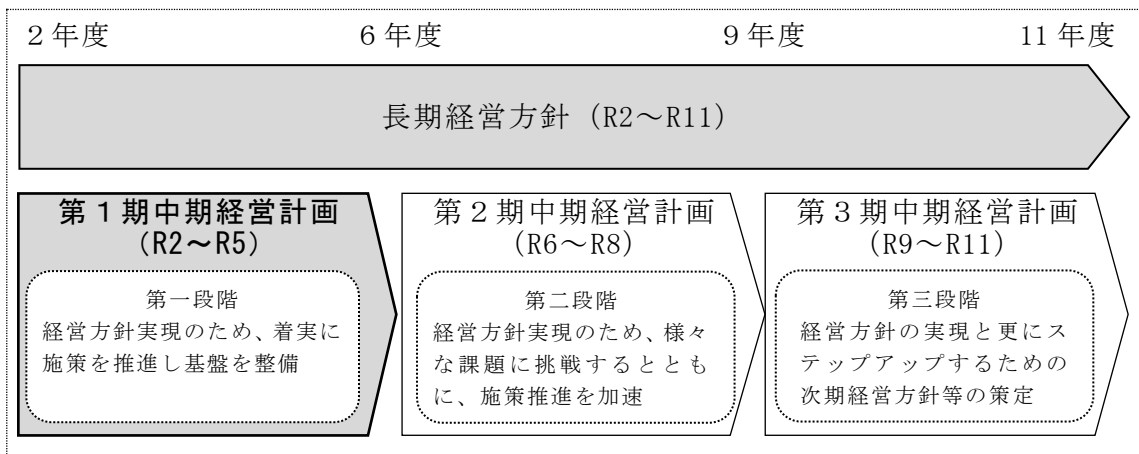 2年度 6年度 9年度 11年度
長期経営方針（R2～R11）
第1期中期経営計画
（R2～R5）
第一段階
経営方針実現のため、着実に
施策を推進し基盤を整備
第2期中期経営計画
（R6～R8）
第二段階
経営方針実現のため、様々
な課題に挑戦するととも
に、施策推進を加速
第3期中期経営計画
（R9～R11）
第三段階
経営方針の実現と更にス
テップアップするための
次期経営方針等の策定